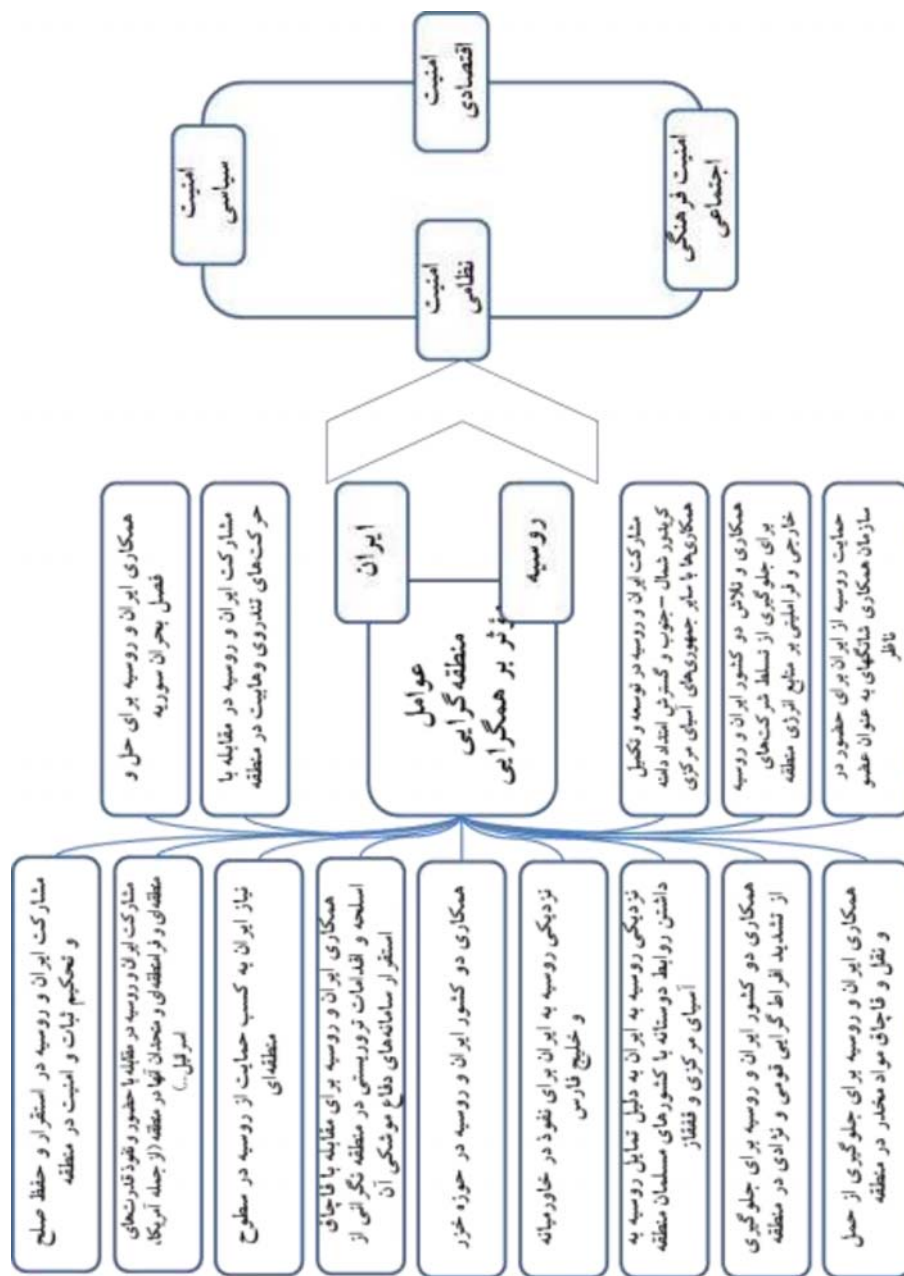 مشارکت ایران و روسیه در استقرار و حفظ صلح
و تحکیم ثبات و امنیت در منطقه
مشارکت ایران و روسیه در مقابله با حضور و نفوذ قدرت‌های
منطقه‌ای و فرامنطقه‌ای و متحدان آنها در منطقه (از جمله آمریکا،
اسرائیل..)
نیاز ایران به کسب حمایت از روسیه در سطوح
منطقه‌ای
همکاری ایران و روسیه برای مقابله با قاچاق
اسلحه و اقدامات تروریستی در منطقه نگرانی از
استقرار سامانه‌های دفاع موشکی آن
همکاری دو کشور ایران و روسیه در حوزه خزر
نزدیکی روسیه به ایران برای نفوذ در خاورمیانه
و خلیج فارس
نزدیکی روسیه به ایران به دلیل تمایل روسیه به
داشتن روابط دوستانه با کشورهای مسلمان منطقه
آسیای مرکزی و قفقاز
همکاری دو کشور ایران و روسیه برای جلوگیری
از تشدید افراط گرایی قومی و نژادی در منطقه
همکاری ایران و روسیه برای جلوگیری از حمل
و نقل و قاچاق مواد مخدر در منطقه
همکاری ایران و روسیه برای حل و
فصل بحران سوریه
مشارکت ایران و روسیه در مقابله با
حرکت‌های تندروی وهابیت در منطقه
عوامل
منطقه‌گرایی
مؤثر بر همگرایی
ایران
روسیه
مشارکت ایران و روسیه در توسعه و تکمیل
کریدور شمال –جنوب و گسترش امتداد دامنه
همکاری‌ها با سایر جمهوری‌های آسیای مرکزی
همکاری و تلاش دو کشور ایران و روسیه
برای جلوگیری از تسلط شرکت‌های
خارجی و فراملیتی بر منابع انرژی منطقه
حمایت روسیه از ایران برای حضور در
سازمان همکاری شانگهای به عنوان عضو
ناظر
امنیت
نظامی
امنیت
سیاسی
امنیت فرهنگی
اجتماعی
امنیت
اقتصادی